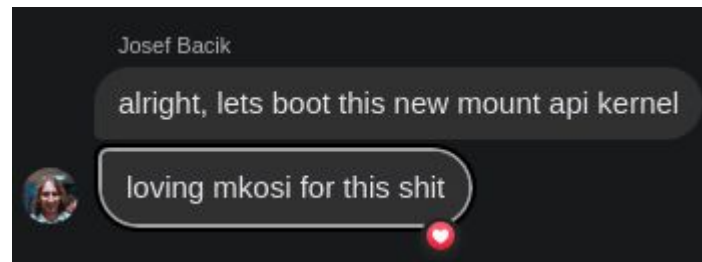 Josef Bacik
alright, lets boot this new mount api kernel
loving mkosi for this shit